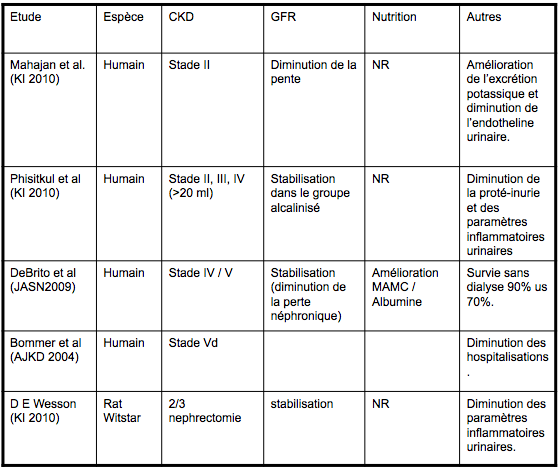 Etude Espèce CKD GFR Nutrition Autres
Mahajan et al.
(KI 2010)
Humain
Stade II
Diminution de la
pente
NR
Amélioration
de l'excrétion
potassique et
diminution de
l'endotheline
urinaire.
Phisitkul et al
(KI 2010)
Humain
Stade II, III, IV
(>20 ml)
Stabilisation
dans le groupe
alcalinisé
NR
Diminution de
la proté-inurie
et des
paramètres
inflammatoires
urinaires
DeBrito et al
(JASN2009)
Humain
Stade IV / V
Stabilisation
(diminution de
la perte
néphronique)
Amélioration
MAMC /
Albumine
Survie sans
dialyse 90% us
70%.
Bommer et al
(AJKD 2004)
Humain
Stade Vd
Diminution des
hospitalisations
.
D E Wesson
(KI 2010)
Rat
Witstar
2/3
nephrectomie
stabilisation
NR
Diminution des
paramètres
inflammatoires
urinaires.